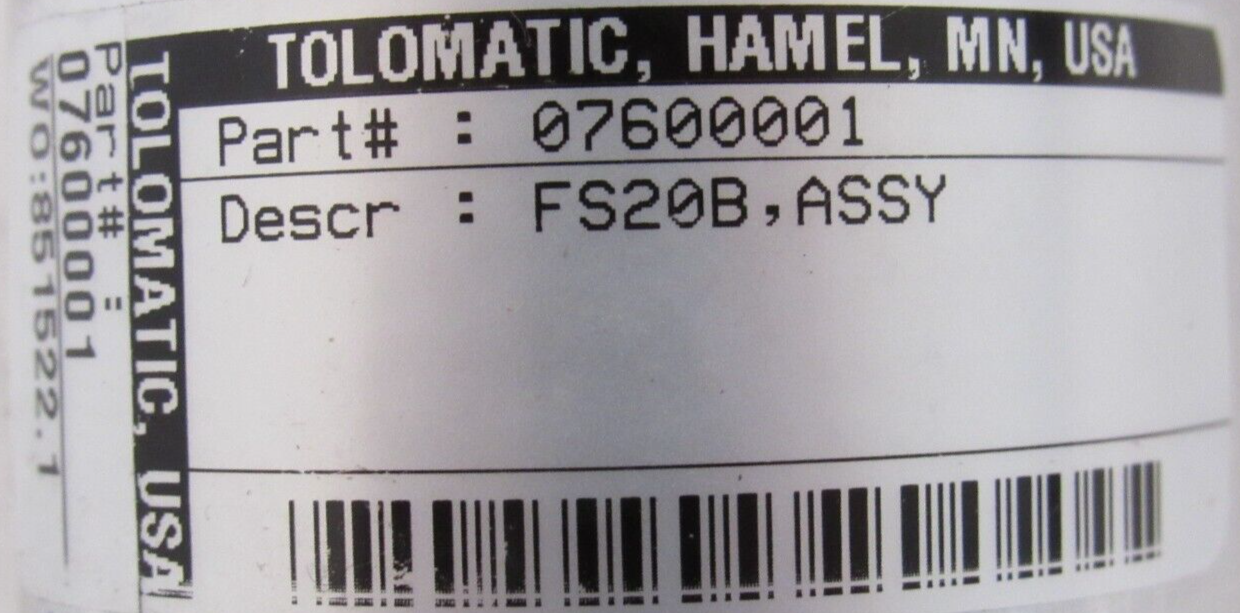 TOLOMATIC, HAMEL, MN, USA
Part# : 07600001
Descr : FS20B,ASSY
TOLOMATIC, USA
Part# :
07600001
WO:851522.1